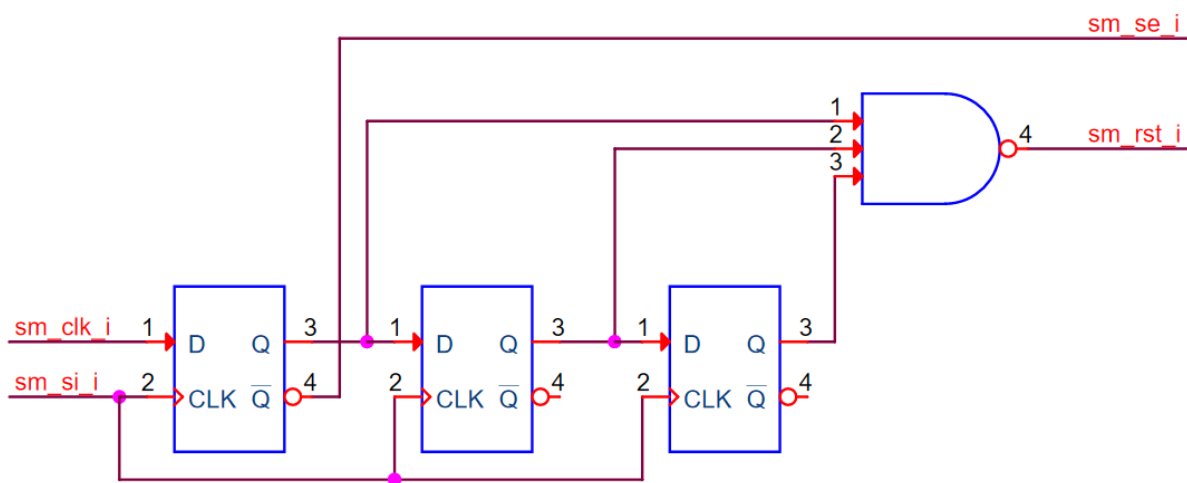 sm_se_i
1
2
3
4
sm_rst_i
sm_clk_i
1
D
Q
3
1
D
Q
3
1
D
Q
3
sm_si_i
2
CLK
Q̅
4
2
CLK
Q̅
4
2
CLK
Q̅
4